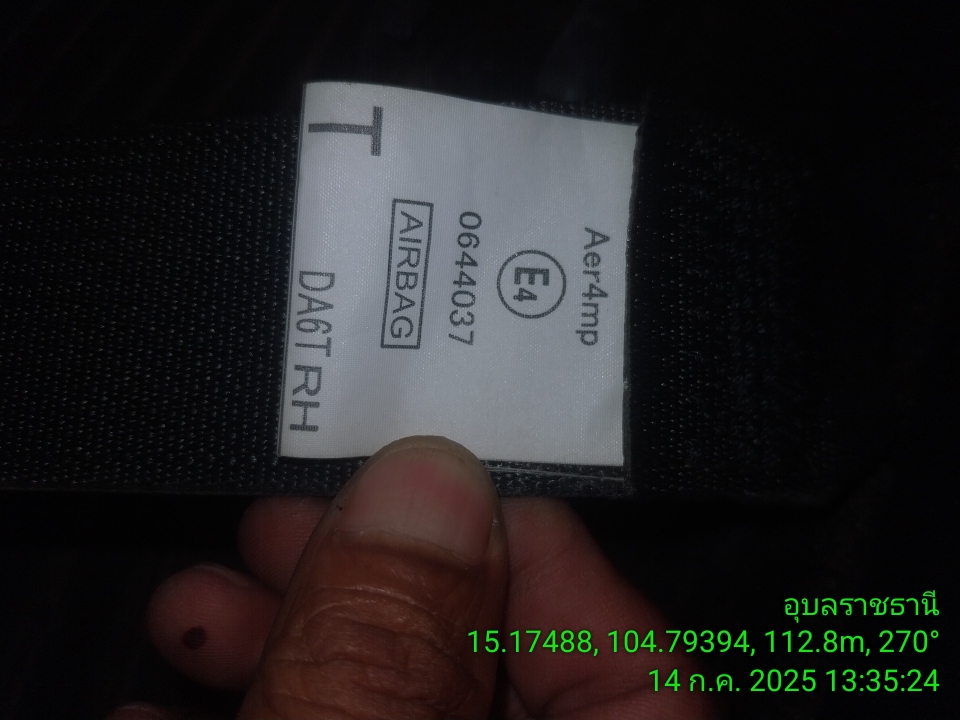 Aer4mp
E4
0644037
AIRBAG
T
DA6T RH
อุบลราชธานี
15.17488, 104.79394, 112.8m, 270°
14 ก.ค. 2025 13:35:24